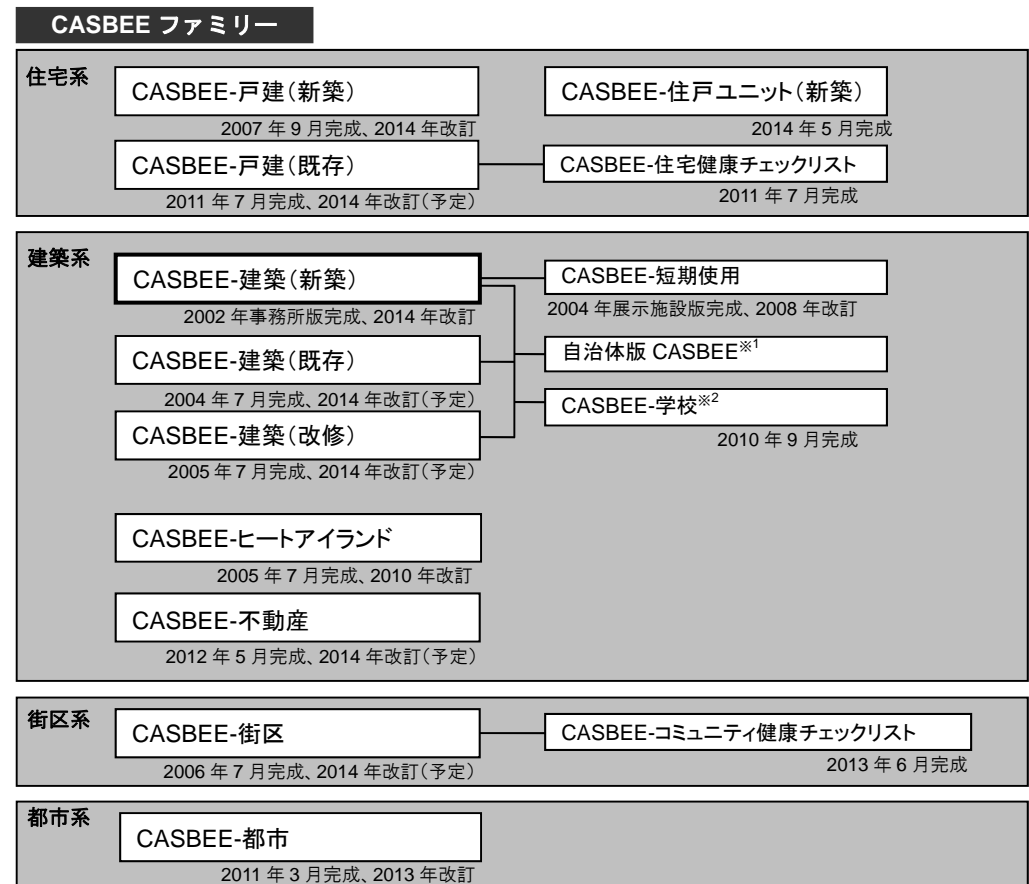 CASBEE ファミリー
住宅系
CASBEE-戸建（新築）
2007 年 9 月完成、2014 年改訂
CASBEE-住戸ユニット（新築）
2014 年 5 月完成
CASBEE-戸建（既存）
2011 年 7 月完成、2014 年改訂（予定）
CASBEE-住宅健康チェックリスト
2011 年 7 月完成
建築系
CASBEE-建築（新築）
2002 年事務所版完成、2014 年改訂
CASBEE-短期使用
2004 年展示施設版完成、2008 年改訂
CASBEE-建築（既存）
2004 年 7 月完成、2014 年改訂（予定）
自治体版 CASBEE※1
CASBEE-建築（改修）
2005 年 7 月完成、2014 年改訂（予定）
CASBEE-学校※2
2010 年 9 月完成
CASBEE-ヒートアイランド
2005 年 7 月完成、2010 年改訂
CASBEE-不動産
2012 年 5 月完成、2014 年改訂（予定）
街区系
CASBEE-街区
2006 年 7 月完成、2014 年改訂（予定）
CASBEE-コミュニティ健康チェックリスト
2013 年 6 月完成
都市系
CASBEE-都市
2011 年 3 月完成、2013 年改訂